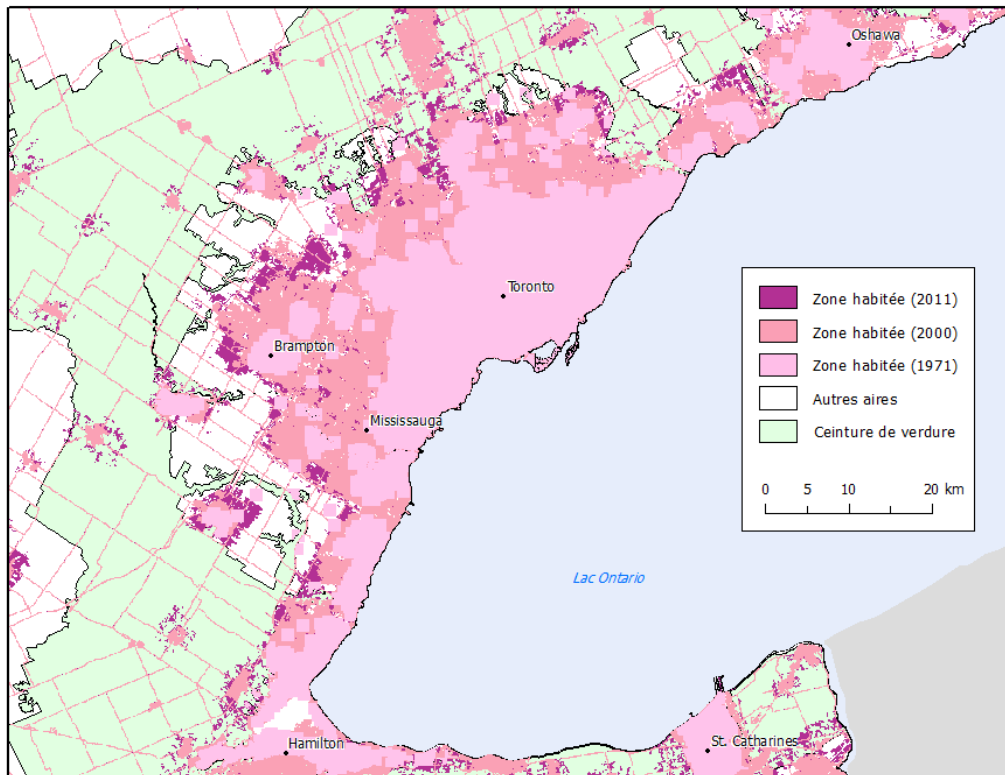 Oshawa
Toronto
Brampton
Mississauga
Zone habitée (2011)
Zone habitée (2000)
Zone habitée (1971)
Autres aires
Ceinture de verdure
0 5 10 20 km
Lac Ontario
Hamilton
St. Catharines